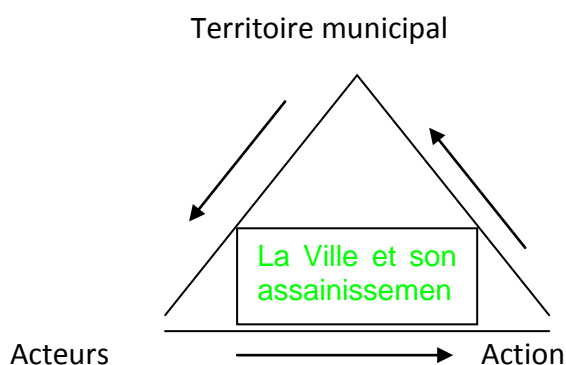 Territoire municipal
La Ville et son
assainissemen
Acteurs
Action